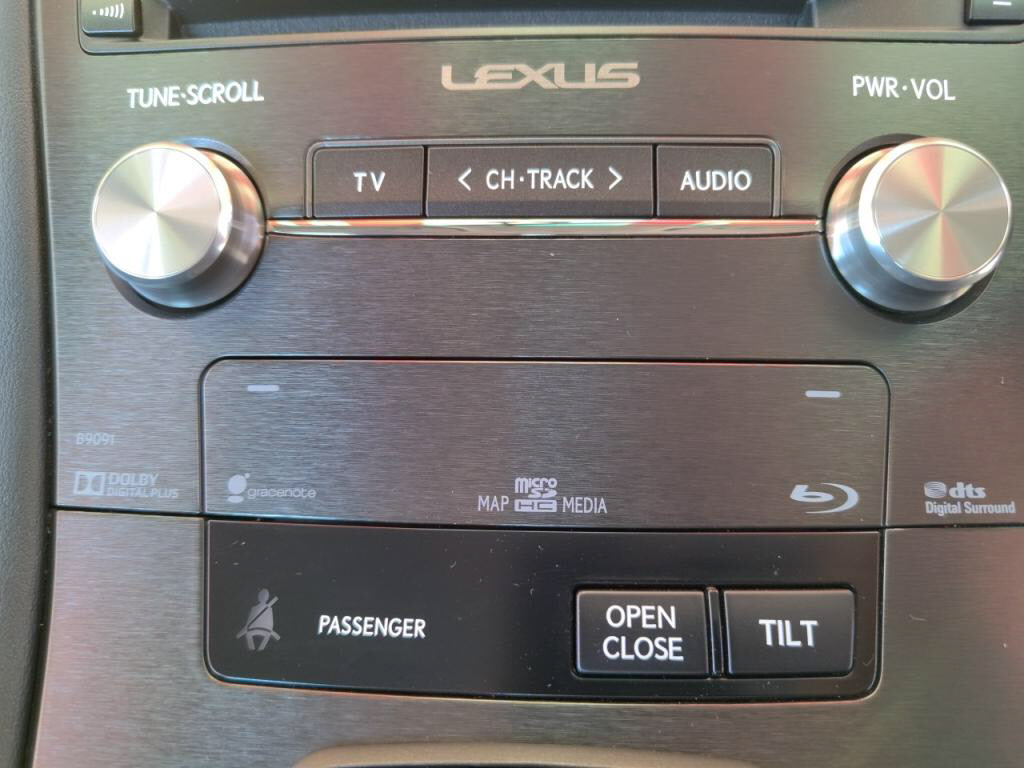 LEXUS
TUNE·SCROLL
PWR·VOL
TV
< CH·TRACK >
AUDIO
B9091
DOLBY
DIGITAL PLUS
gracenote
MAP micro SD HC MEDIA
dts
Digital Surround
PASSENGER
OPEN
CLOSE
TILT